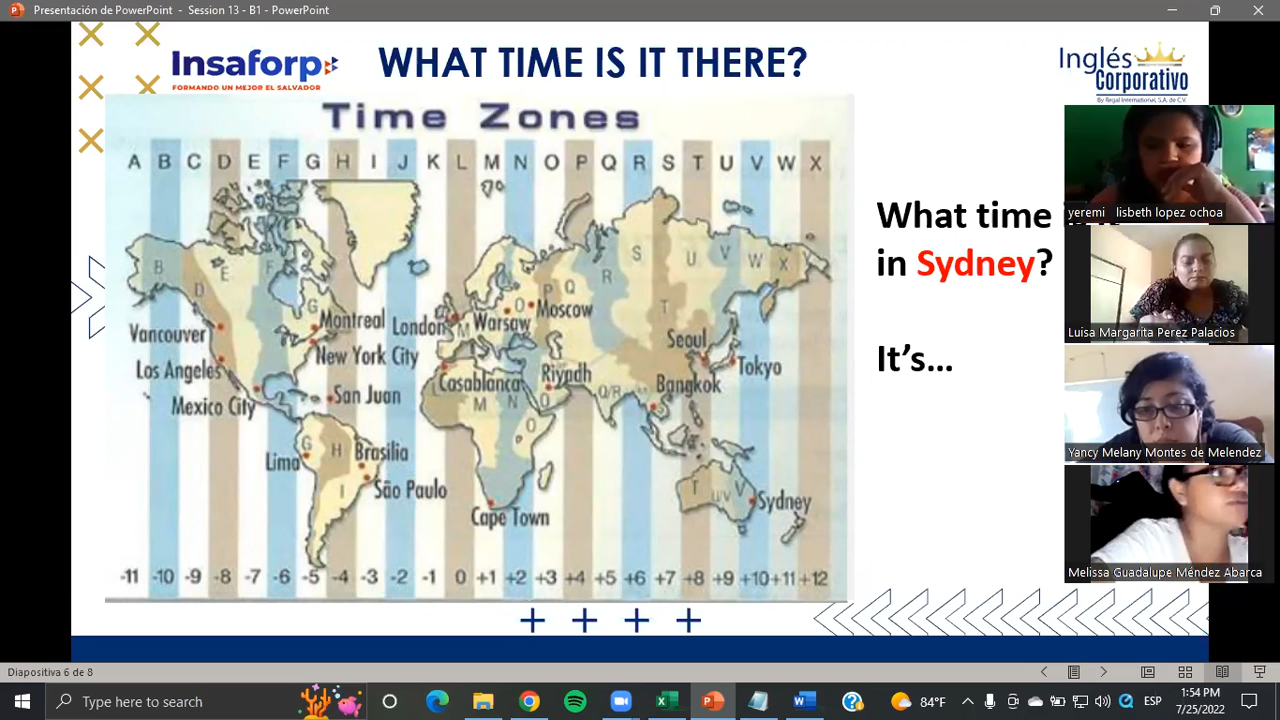 Presentación de PowerPoint - Session 13 - B1 - PowerPoint
Insaforp
FORMANDO UN MEJOR EL SALVADOR
WHAT TIME IS IT THERE?
Inglés
Corporativo
By Regal International, S.A. de C.V.
Time Zones
A B C D E F G H I J K L M N O P Q R S T U V W X
B
D
E
F
G
M
O
P
Q
R
S
T
U
V
W
X
Vancouver
Los Angeles
Mexico City
Montreal
New York City
San Juan
London
Warsaw
Moscow
Casablanca
Riyadh
Seoul
Tokyo
Bangkok
M
N
O
O
Q/R
G
H
I
Lima
Brasilia
São Paulo
Cape Town
T
U/V
V
Sydney
-11 -10 -9 -8 -7 -6 -5 -4 -3 -2 -1 0 +1 +2 +3 +4 +5 +6 +7 +8 +9 +10 +11 +12
What time
in Sydney?
It's...
yeremi lisbeth lopez ochoa
Luisa Margarita Perez Palacios
Yancy Melany Montes de Melendez
Melissa Guadalupe Méndez Abarca
Diapositiva 6 de 8
Type here to search
84°F
ESP
1:54 PM
7/25/2022